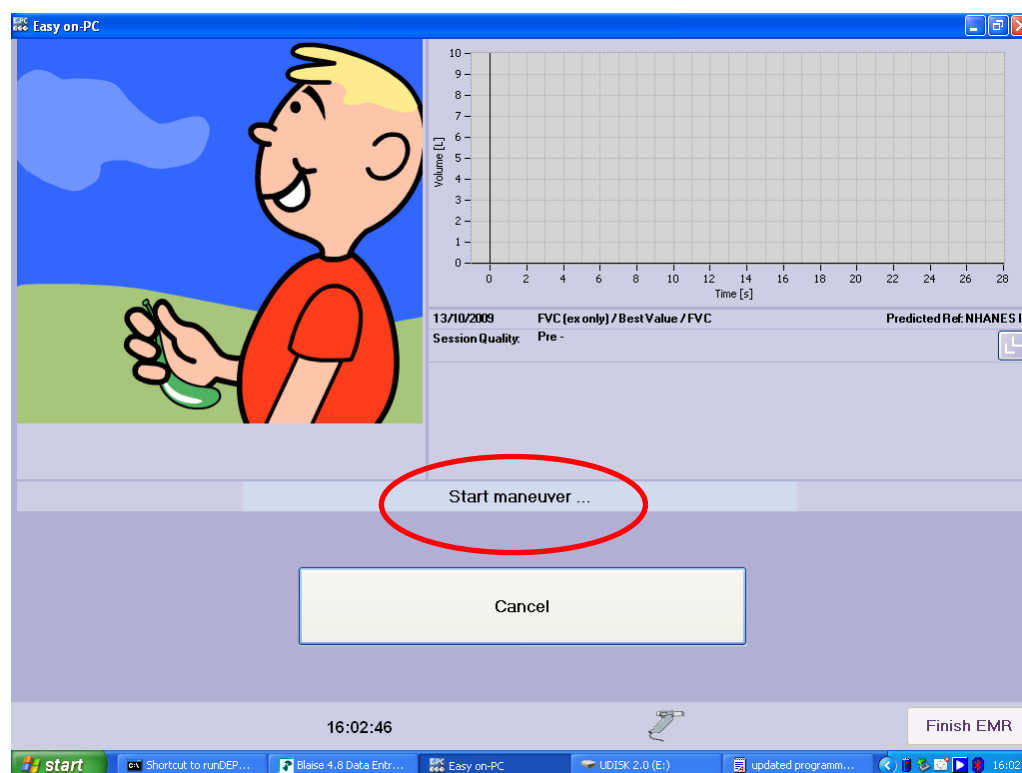 Easy on-PC
10
9
8
7
6
5
4
3
2
1
0
Volume [L]
0 2 4 6 8 10 12 14 16 18 20 22 24 26 28
Time [s]
13/10/2009 FVC (ex only) / Best Value / FVC Predicted Ref: NHANES I
Session Quality: Pre -
Start maneuver ...
Cancel
16:02:46
Finish EMR
start Shortcut to runDEP... Blaise 4.8 Data Entr... Easy on-PC UDISK 2.0 (E:) updated programm... 16:02